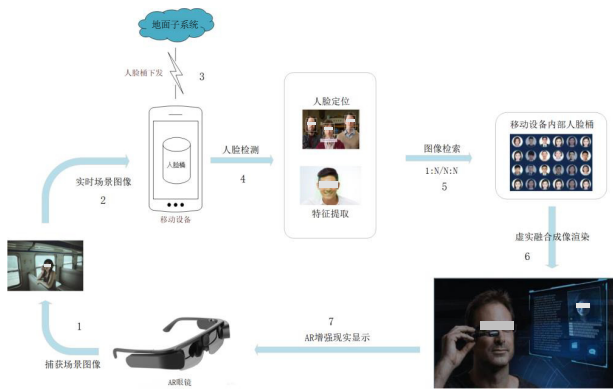 地面子系统
人脸桶下发
3
人脸桶
移动设备
实时场景图像
2
人脸检测
4
人脸定位
特征提取
图像检索
1:N/N:N
5
移动设备内部人脸桶
虚实融合成像渲染
6
7
AR增强现实显示
AR眼镜
1
捕获场景图像